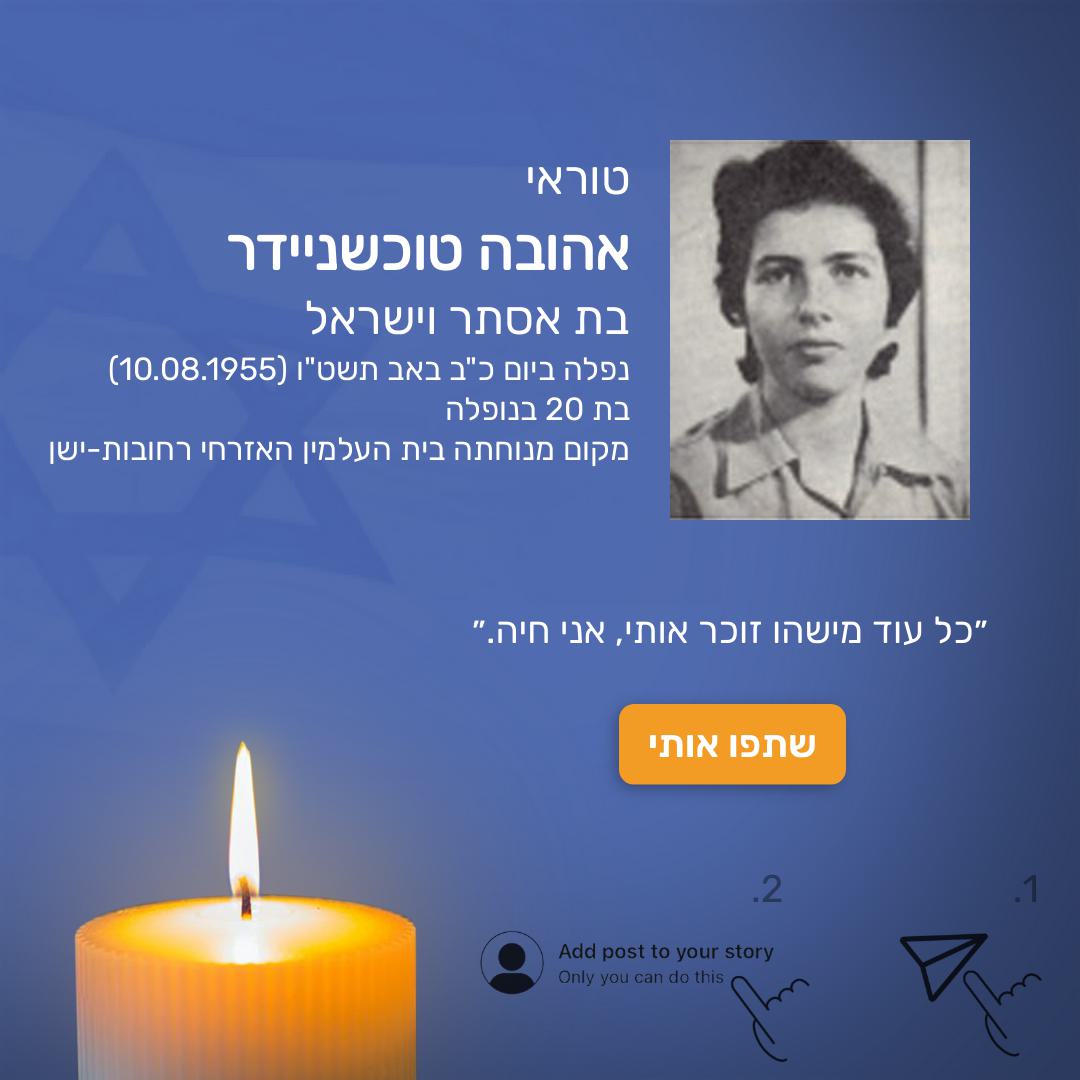 טוראי
אהובה טוכשניידר
בת אסתר וישראל
נפלה ביום כ"ב באב תשט"ו (10.08.1955)
בת 20 בנופלה
מקום מנוחתה בית העלמין האזרחי רחובות-ישן
״כל עוד מישהו זוכר אותי, אני חיה.״
שתפו אותי
1.
2.
Add post to your story
Only you can do this